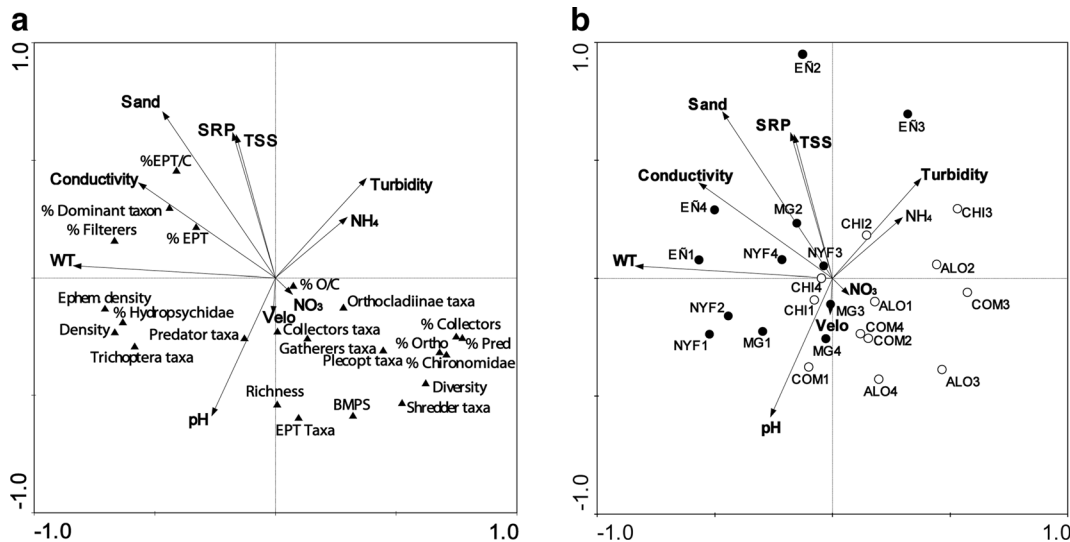 a
1.0
Sand
SRP
TSS
%EPT/C
Conductivity
Turbidity
% Dominant taxon
NH₄
% Filterers
% EPT
WT
% O/C
Ephem density
NO₃
Orthocladiinae taxa
% Hydropsychidae
Velo
Density
Predator taxa
Collectors taxa
% Collectors
Trichoptera taxa
Gatherers taxa
% Ortho
% Pred
Plecopt taxa
% Chironomidae
Richness
Diversity
BMPS
Shredder taxa
pH
EPT Taxa
-1.0
-1.0
1.0
b
1.0
EÑ2
Sand
SRP
TSS
EÑ3
Conductivity
Turbidity
EÑ4
MG2
CHI2
NH₄
CHI3
EÑ1
NYF4
NYF3
WT
ALO2
CHI4
NO₃
CHI1
MG3
ALO1
COM3
NYF2
Velo
NYF1
MG1
MG4
COM4
COM2
COM1
ALO4
ALO3
pH
-1.0
-1.0
1.0